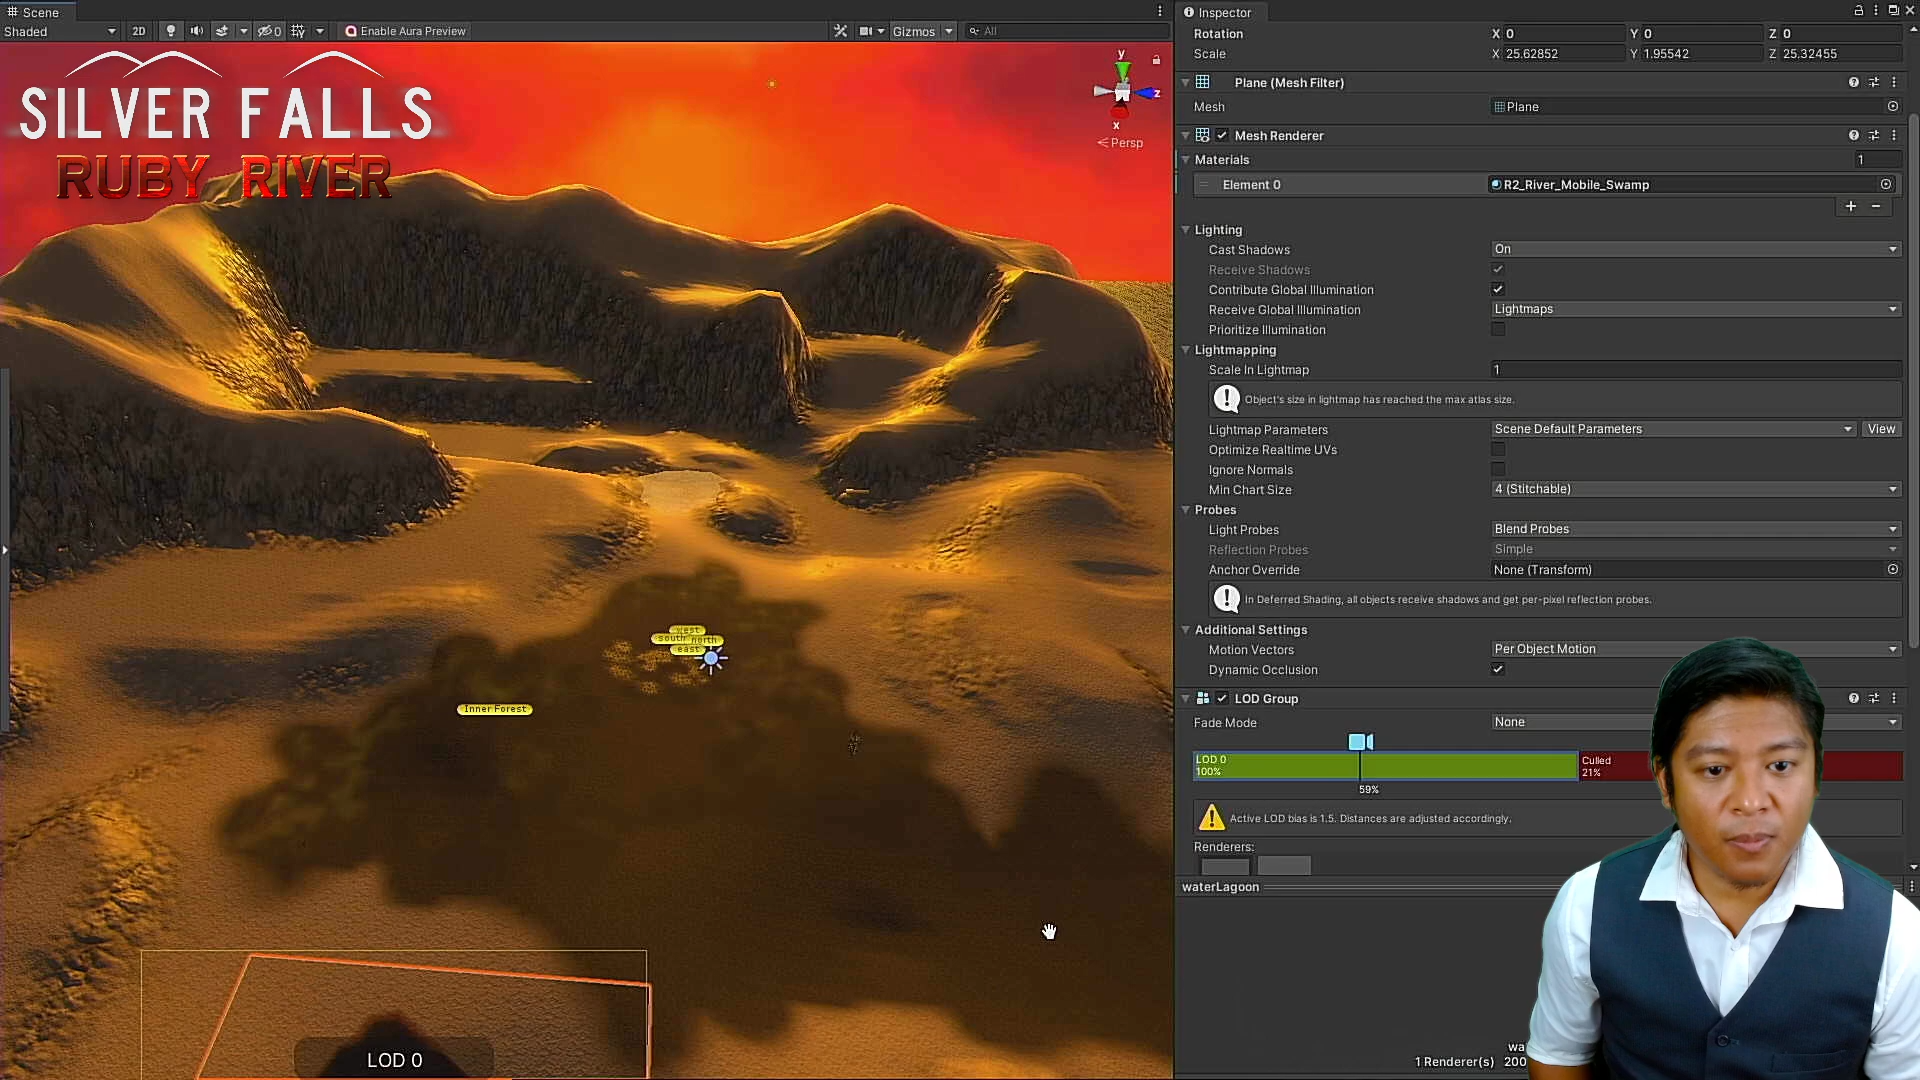 Scene
Shaded
2D
0
Enable Aura Preview
Gizmos
All
SILVER FALLS
RUBY RIVER
y
z
x
Persp
west
south
north
east
Inner Forest
LOD 0
Inspector
Rotation X 0 Y 0 Z 0
Scale X 25.62852 Y 1.95542 Z 25.32455
Plane (Mesh Filter)
Mesh Plane
Mesh Renderer
Materials 1
Element 0 R2_River_Mobile_Swamp
Lighting
Cast Shadows On
Receive Shadows
Contribute Global Illumination
Receive Global Illumination Lightmaps
Prioritize Illumination
Lightmapping
Scale In Lightmap 1
Object's size in lightmap has reached the max atlas size.
Lightmap Parameters Scene Default Parameters View
Optimize Realtime UVs
Ignore Normals
Min Chart Size 4 (Stitchable)
Probes
Light Probes Blend Probes
Reflection Probes Simple
Anchor Override None (Transform)
In Deferred Shading, all objects receive shadows and get per-pixel reflection probes.
Additional Settings
Motion Vectors Per Object Motion
Dynamic Occlusion
LOD Group
Fade Mode None
LOD 0
100%
Culled
21%
59%
Active LOD bias is 1.5. Distances are adjusted accordingly.
Renderers:
waterLagoon
wa
1 Renderer(s) 200